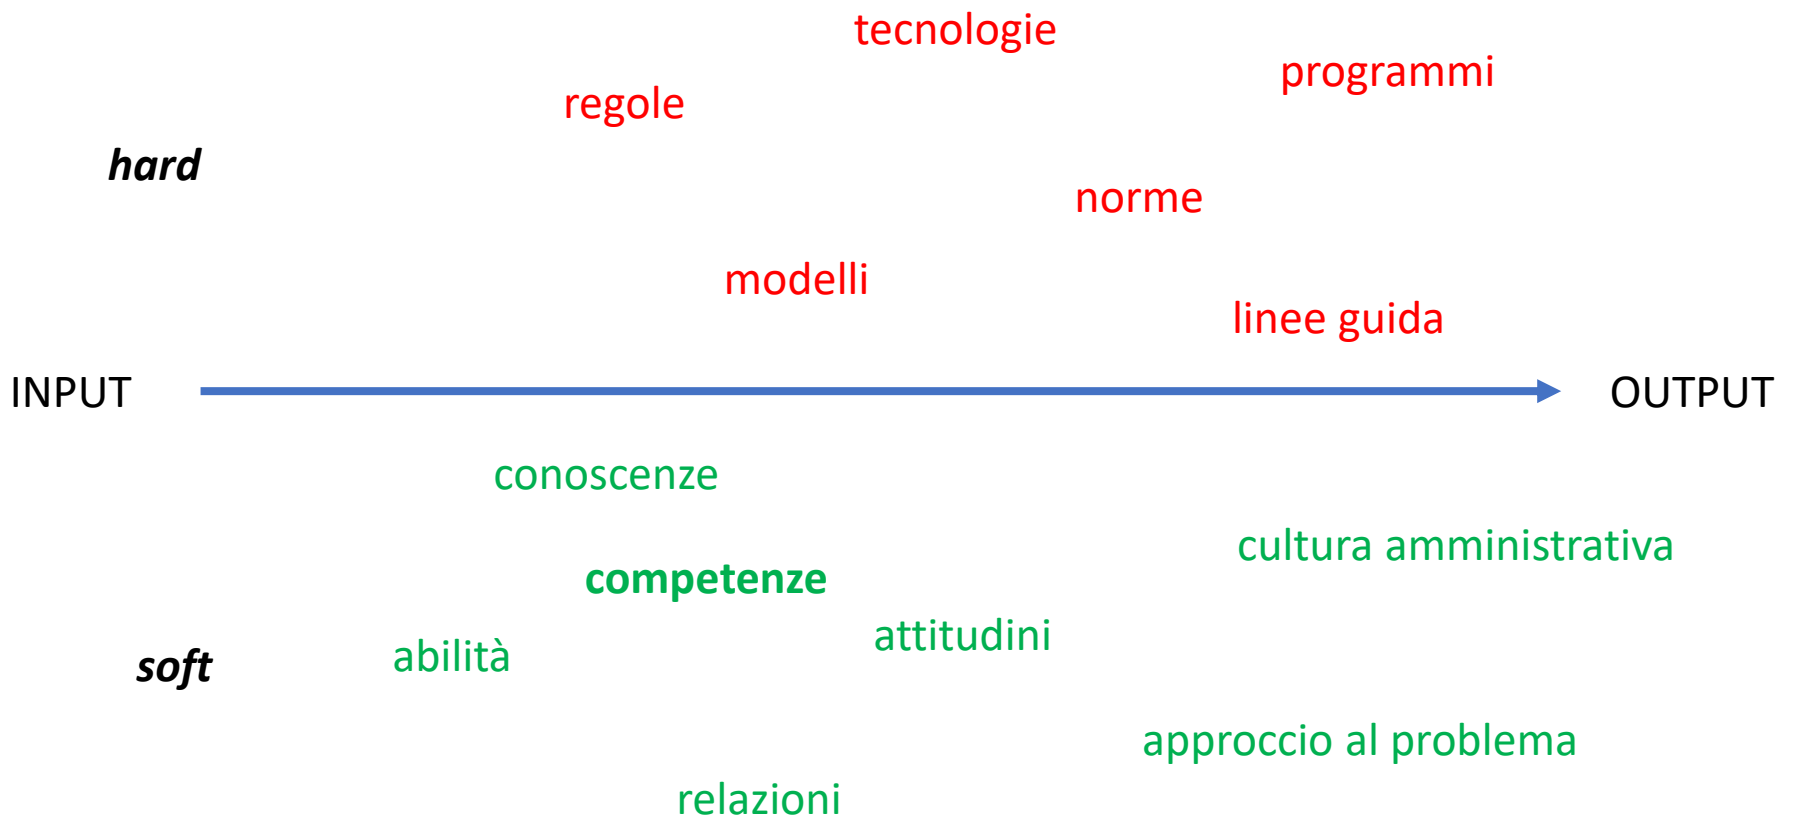 tecnologie
programmi
regole
hard
norme
modelli
linee guida
INPUT
OUTPUT
conoscenze
cultura amministrativa
competenze
attitudini
abilità
soft
approccio al problema
relazioni